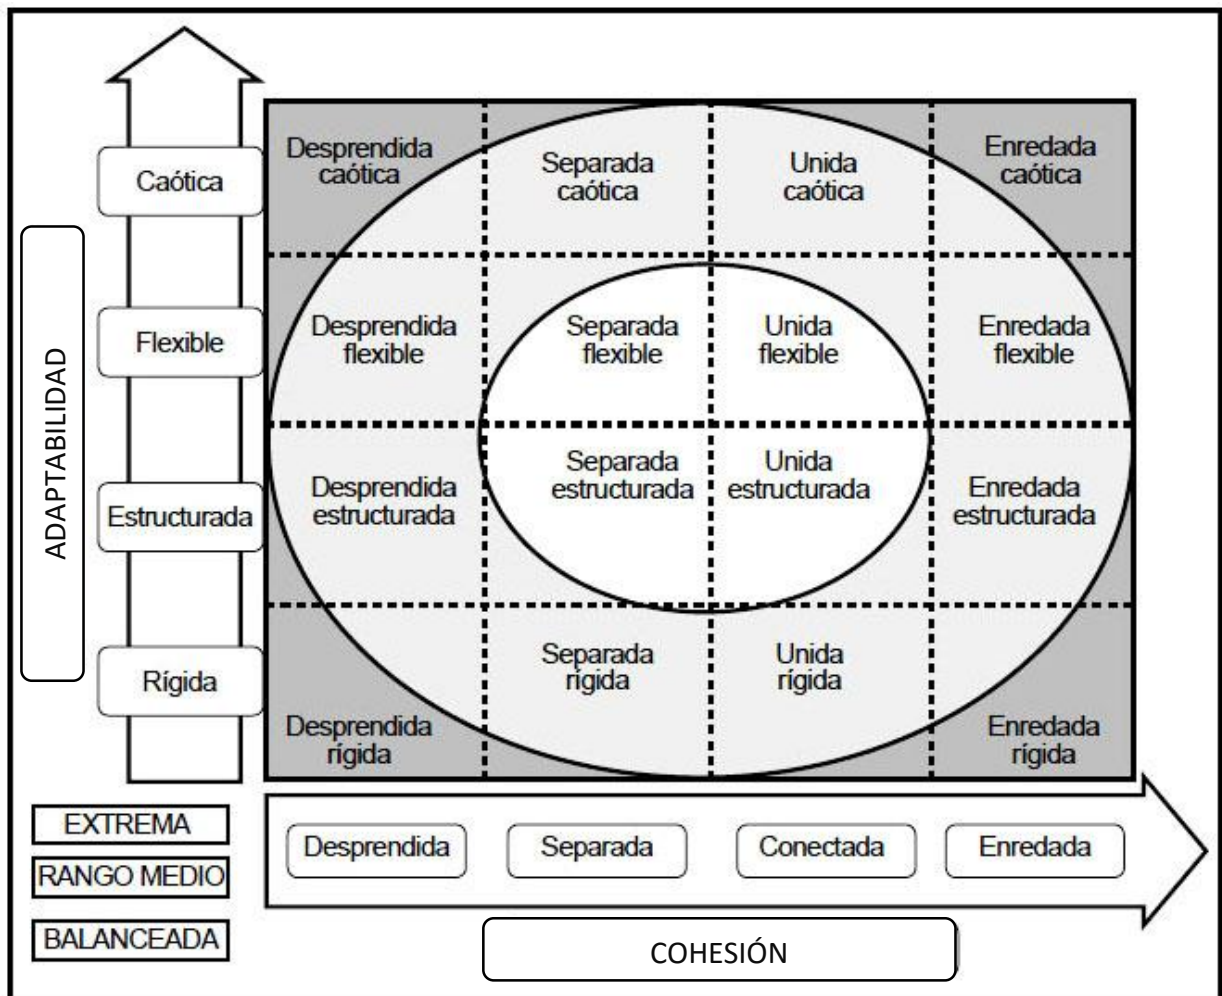 ADAPTABILIDAD
Caótica
Flexible
Estructurada
Rígida
Desprendida
caótica
Separada
caótica
Unida
caótica
Enredada
caótica
Desprendida
flexible
Separada
flexible
Unida
flexible
Enredada
flexible
Desprendida
estructurada
Separada
estructurada
Unida
estructurada
Enredada
estructurada
Desprendida
rígida
Separada
rígida
Unida
rígida
Enredada
rígida
EXTREMA
RANGO MEDIO
BALANCEADA
Desprendida
Separada
Conectada
Enredada
COHESIÓN